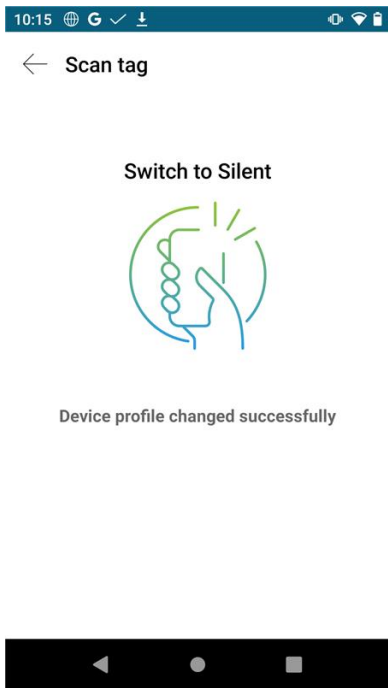 10:15 G
Scan tag
Switch to Silent
Device profile changed successfully